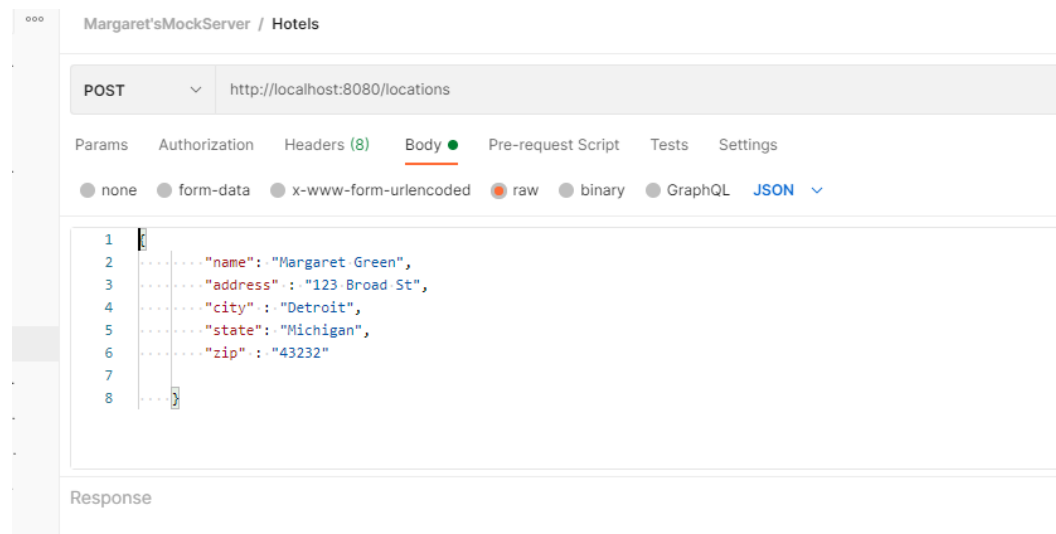 ooo
Margaret'sMockServer / Hotels
POST http://localhost:8080/locations
Params Authorization Headers (8) Body Pre-request Script Tests Settings
none form-data x-www-form-urlencoded raw binary GraphQL JSON
1 {
2 "name": "Margaret Green",
3 "address" : "123 Broad St",
4 "city" : "Detroit",
5 "state": "Michigan",
6 "zip" : "43232"
7
8 }
Response